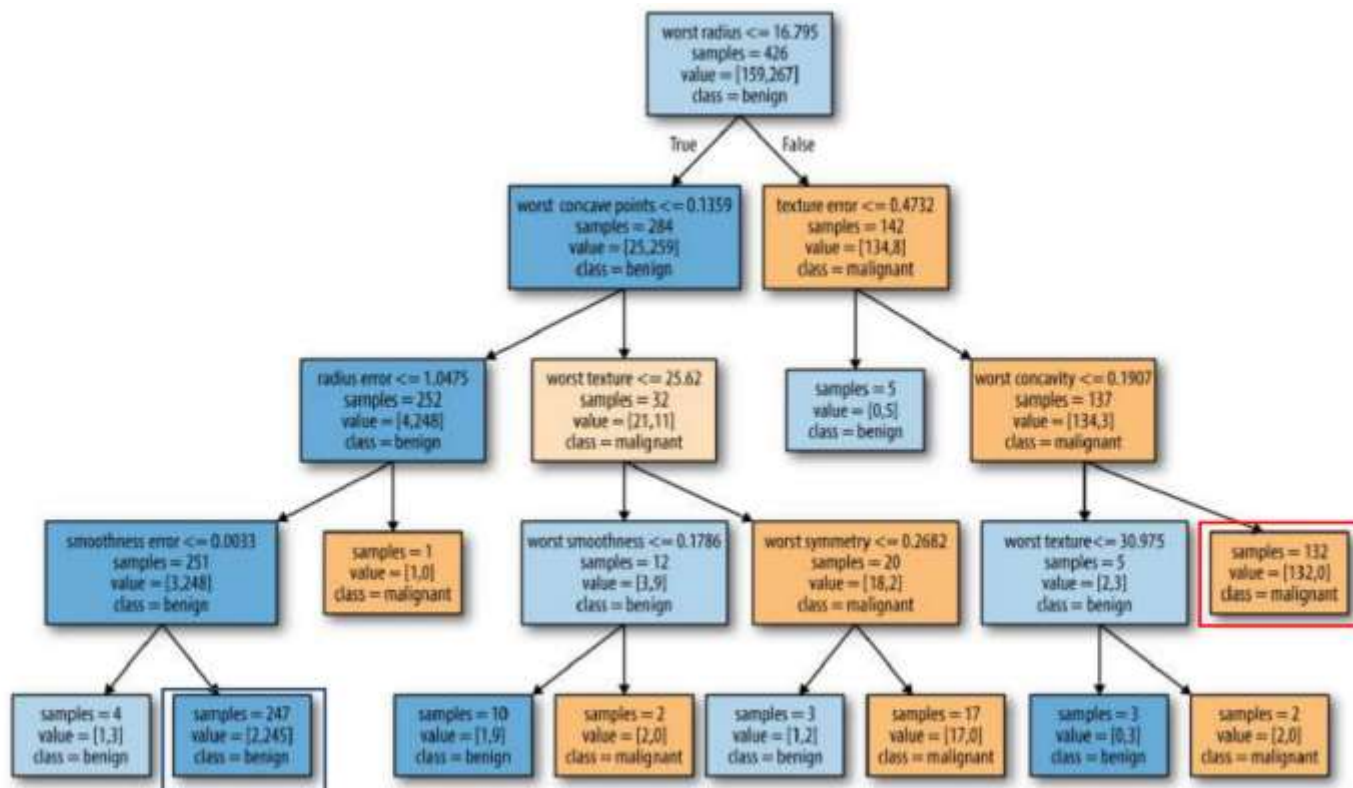 worst radius <= 16.795
samples = 426
value = [159,267]
class = benign
True
False
worst concave points <= 0.1359
samples = 284
value = [25,259]
class = benign
texture error <= 0.4732
samples = 142
value = [134,8]
class = malignant
radius error <= 1.0475
samples = 252
value = [4,248]
class = benign
worst texture <= 25.62
samples = 32
value = [21,11]
class = malignant
samples = 5
value = [0,5]
class = benign
worst concavity <= 0.1907
samples = 137
value = [134,3]
class = malignant
smoothness error <= 0.0033
samples = 251
value = [3,248]
class = benign
samples = 1
value = [1,0]
class = malignant
worst smoothness <= 0.1786
samples = 12
value = [3,9]
class = benign
worst symmetry <= 0.2682
samples = 20
value = [18,2]
class = malignant
worst texture<= 30.975
samples = 5
value = [2,3]
class = benign
samples = 132
value = [132,0]
class = malignant
samples = 4
value = [1,3]
class = benign
samples = 247
value = [2,245]
class = benign
samples = 10
value = [1,9]
class = benign
samples = 2
value = [2,0]
class = malignant
samples = 3
value = [1,2]
class = benign
samples = 17
value = [17,0]
class = malignant
samples = 3
value = [0,3]
class = benign
samples = 2
value = [2,0]
class = malignant